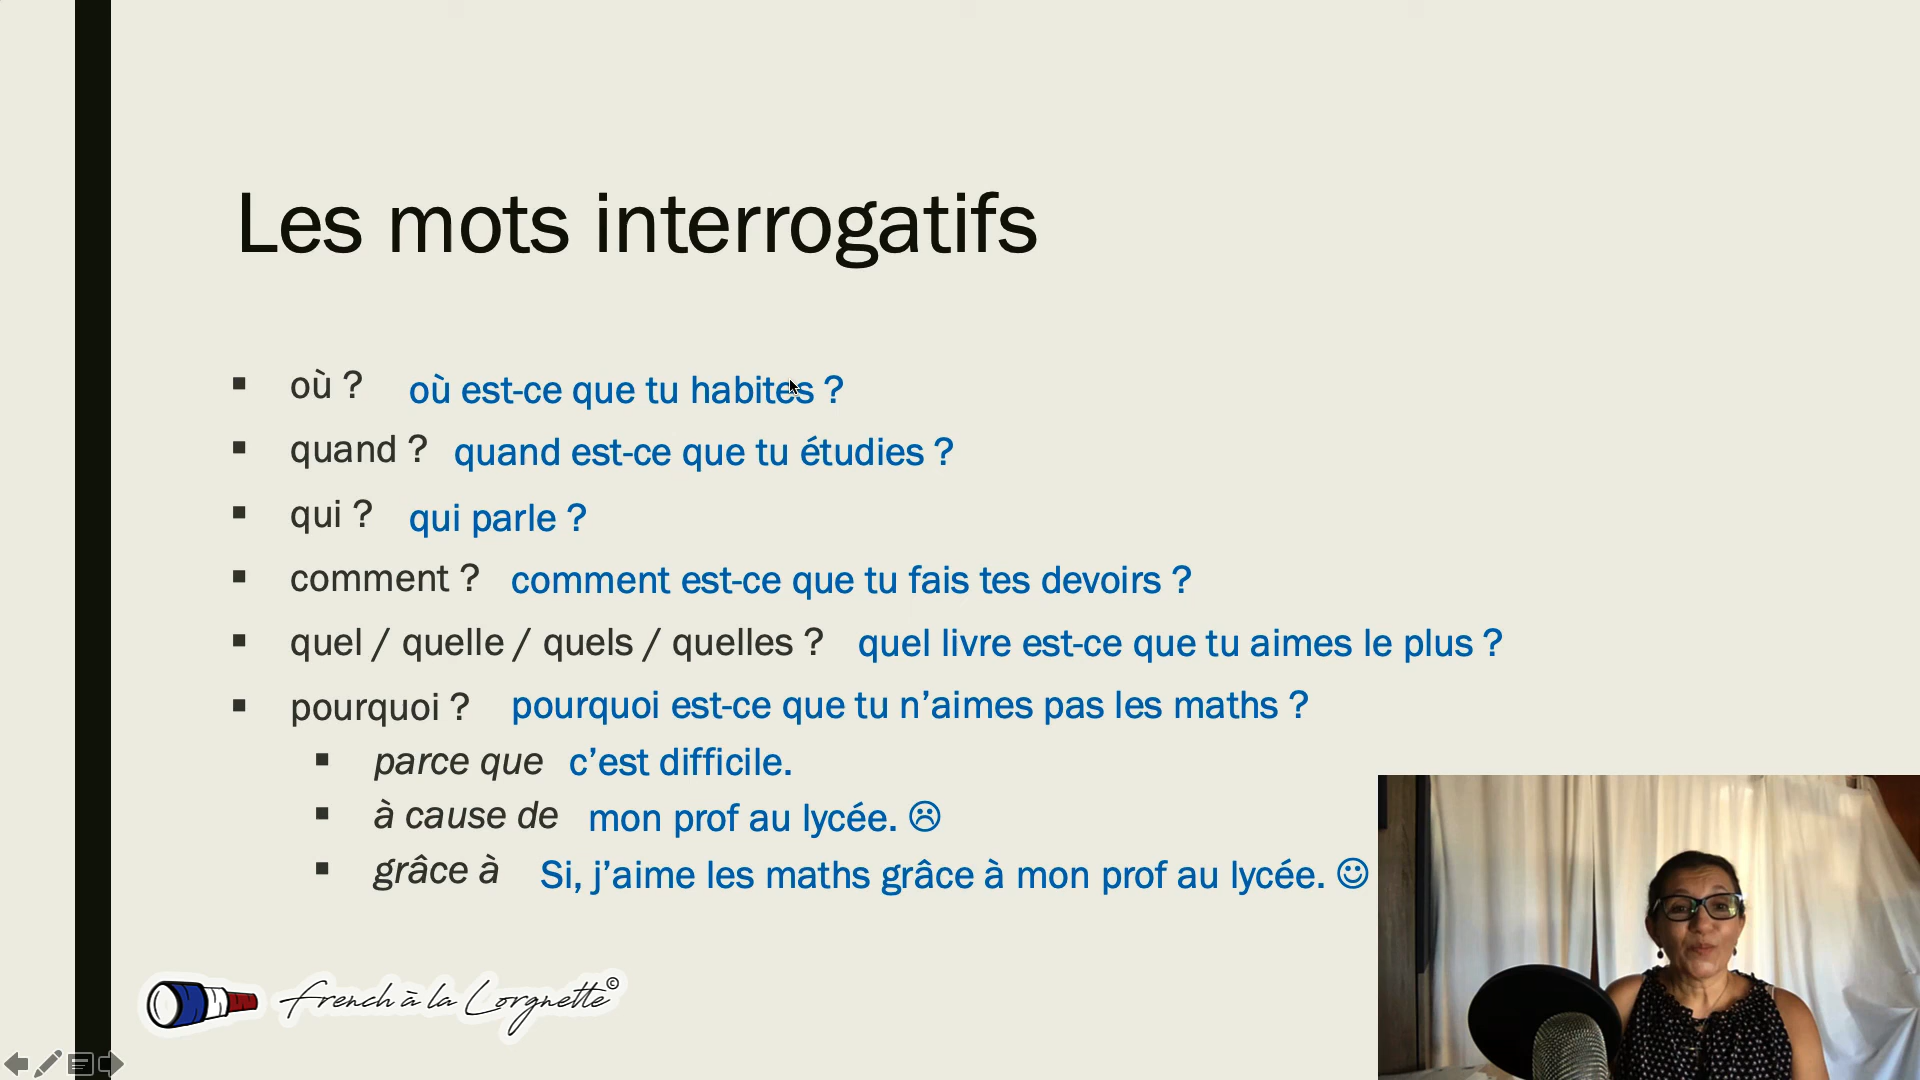 Les mots interrogatifs
où ? où est-ce que tu habites ?
quand ? quand est-ce que tu étudies ?
qui ? qui parle ?
comment ? comment est-ce que tu fais tes devoirs ?
quel / quelle / quels / quelles ? quel livre est-ce que tu aimes le plus ?
pourquoi ? pourquoi est-ce que tu n’aimes pas les maths ?
parce que c’est difficile.
à cause de mon prof au lycée. ☹
grâce à Si, j’aime les maths grâce à mon prof au lycée. ☺
French à la Lorgnette©